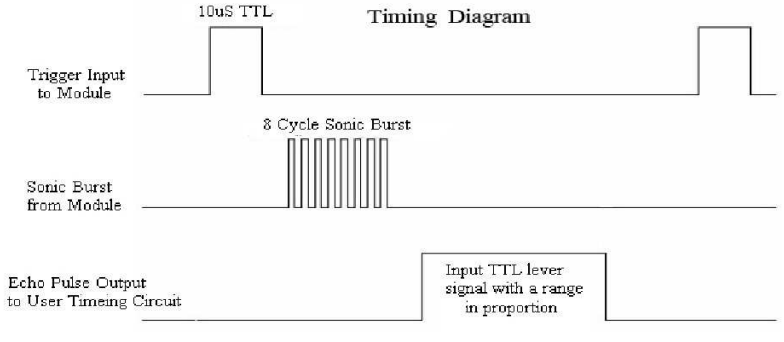 10uS TTL
Timing Diagram
Trigger Input
to Module
8 Cycle Sonic Burst
Sonic Burst
from Module
Echo Pulse Output
to User Timeing Circuit
Input TTL lever
signal with a range
in proportion